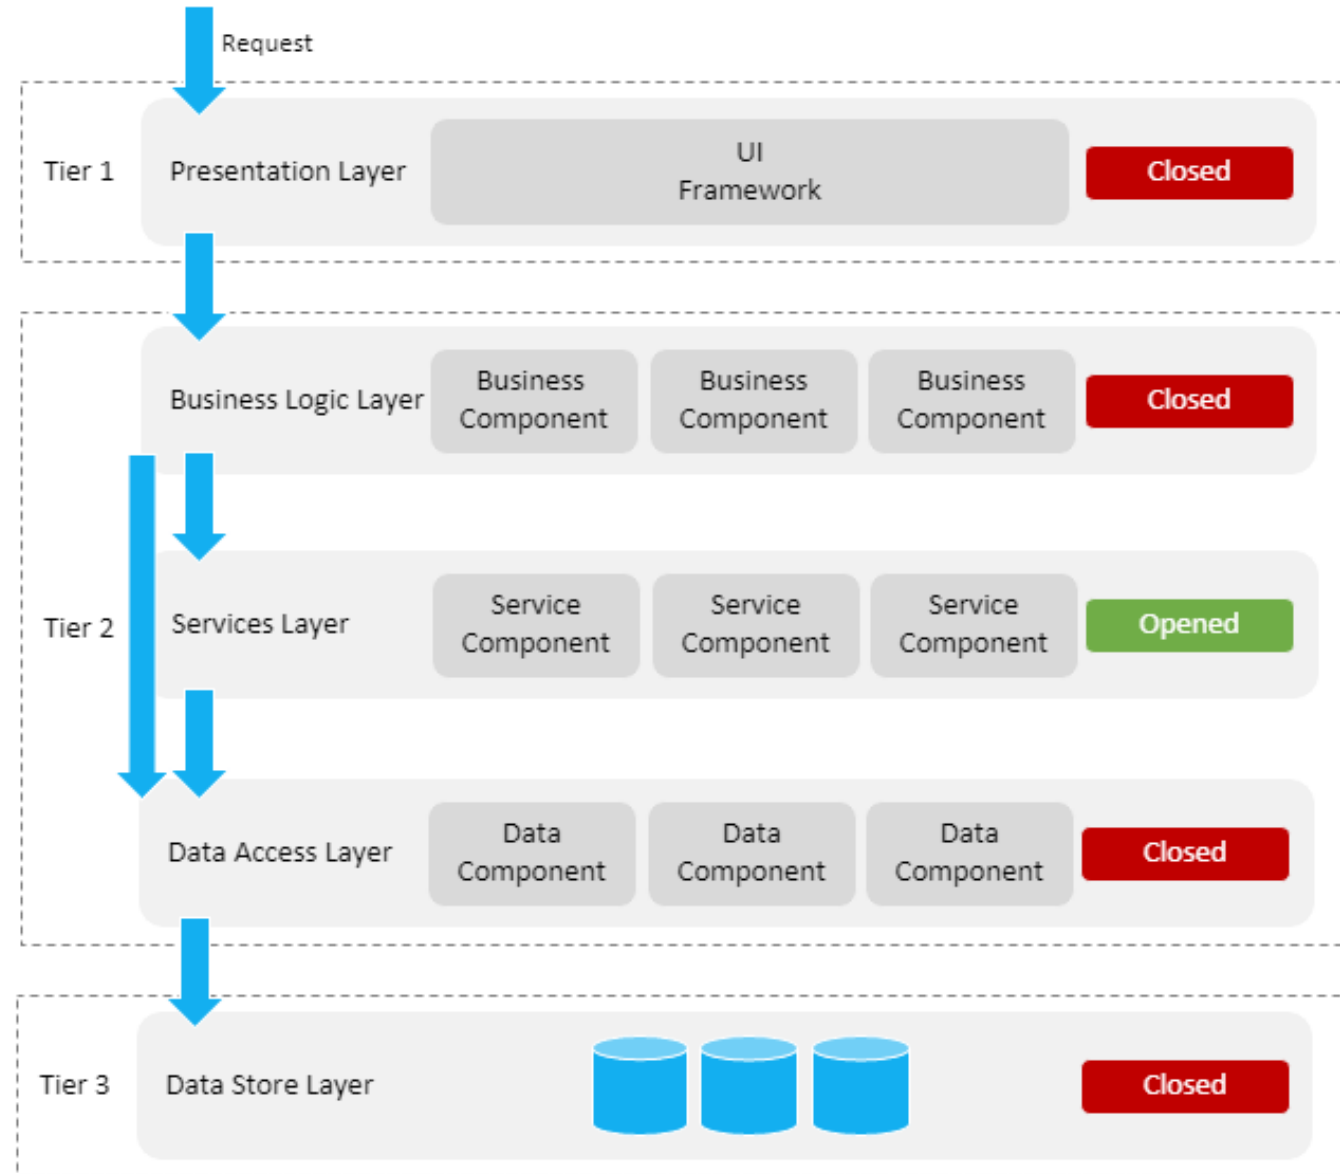 Request
Tier 1
Presentation Layer
UI
Framework
Closed
Business Logic Layer
Business
Component
Business
Component
Business
Component
Closed
Tier 2
Services Layer
Service
Component
Service
Component
Service
Component
Opened
Data Access Layer
Data
Component
Data
Component
Data
Component
Closed
Tier 3
Data Store Layer
Closed